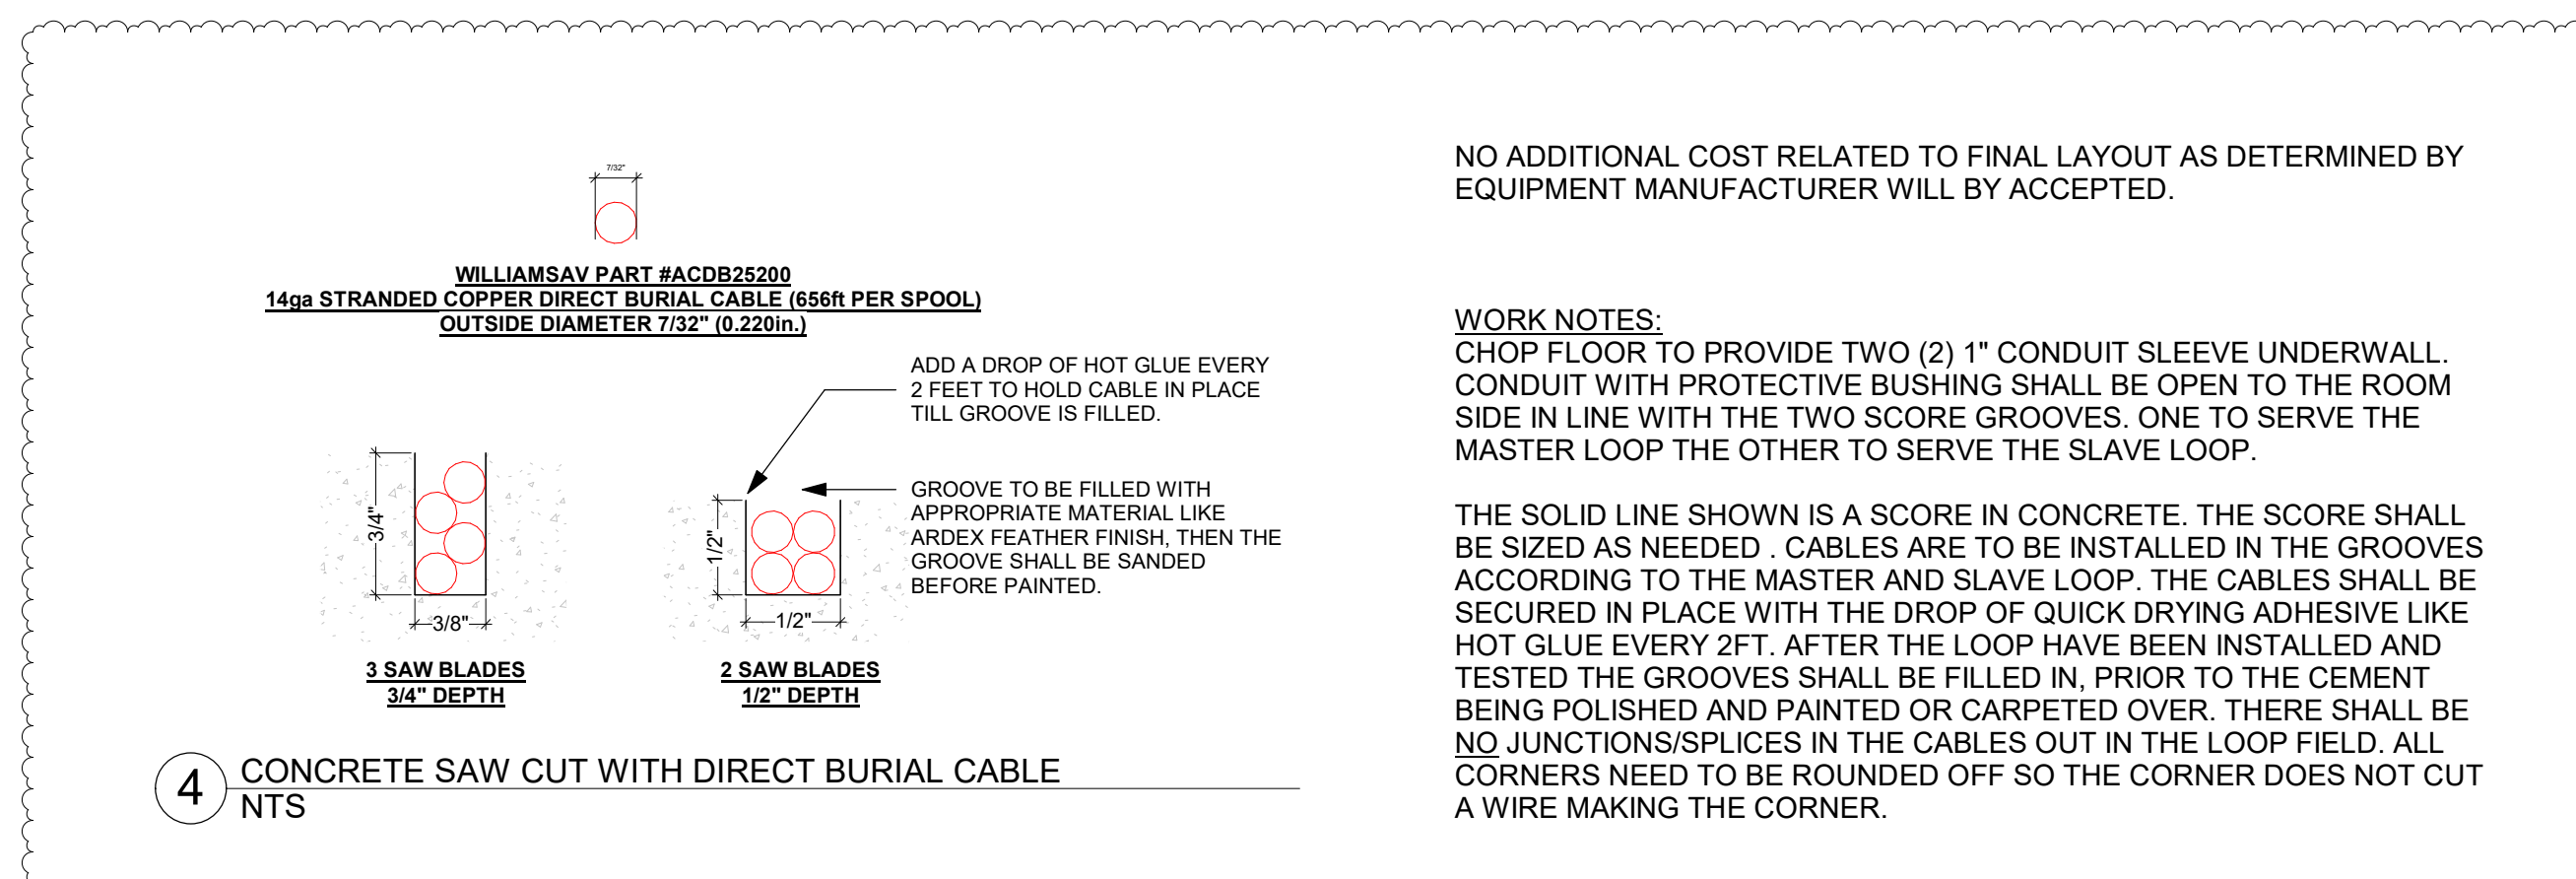 7/32"
WILLIAMSAV PART #ACDB25200
14ga STRANDED COPPER DIRECT BURIAL CABLE (656ft PER SPOOL)
OUTSIDE DIAMETER 7/32" (0.220in.)
ADD A DROP OF HOT GLUE EVERY
2 FEET TO HOLD CABLE IN PLACE
TILL GROOVE IS FILLED.
GROOVE TO BE FILLED WITH
APPROPRIATE MATERIAL LIKE
ARDEX FEATHER FINISH, THEN THE
GROOVE SHALL BE SANDED
BEFORE PAINTED.
3/4"
3/8"
3 SAW BLADES
3/4" DEPTH
1/2"
1/2"
2 SAW BLADES
1/2" DEPTH
4
CONCRETE SAW CUT WITH DIRECT BURIAL CABLE
NTS
NO ADDITIONAL COST RELATED TO FINAL LAYOUT AS DETERMINED BY
EQUIPMENT MANUFACTURER WILL BY ACCEPTED.
WORK NOTES:
CHOP FLOOR TO PROVIDE TWO (2) 1" CONDUIT SLEEVE UNDERWALL.
CONDUIT WITH PROTECTIVE BUSHING SHALL BE OPEN TO THE ROOM
SIDE IN LINE WITH THE TWO SCORE GROOVES. ONE TO SERVE THE
MASTER LOOP THE OTHER TO SERVE THE SLAVE LOOP.
THE SOLID LINE SHOWN IS A SCORE IN CONCRETE. THE SCORE SHALL
BE SIZED AS NEEDED . CABLES ARE TO BE INSTALLED IN THE GROOVES
ACCORDING TO THE MASTER AND SLAVE LOOP. THE CABLES SHALL BE
SECURED IN PLACE WITH THE DROP OF QUICK DRYING ADHESIVE LIKE
HOT GLUE EVERY 2FT. AFTER THE LOOP HAVE BEEN INSTALLED AND
TESTED THE GROOVES SHALL BE FILLED IN, PRIOR TO THE CEMENT
BEING POLISHED AND PAINTED OR CARPETED OVER. THERE SHALL BE
NO JUNCTIONS/SPLICES IN THE CABLES OUT IN THE LOOP FIELD. ALL
CORNERS NEED TO BE ROUNDED OFF SO THE CORNER DOES NOT CUT
A WIRE MAKING THE CORNER.